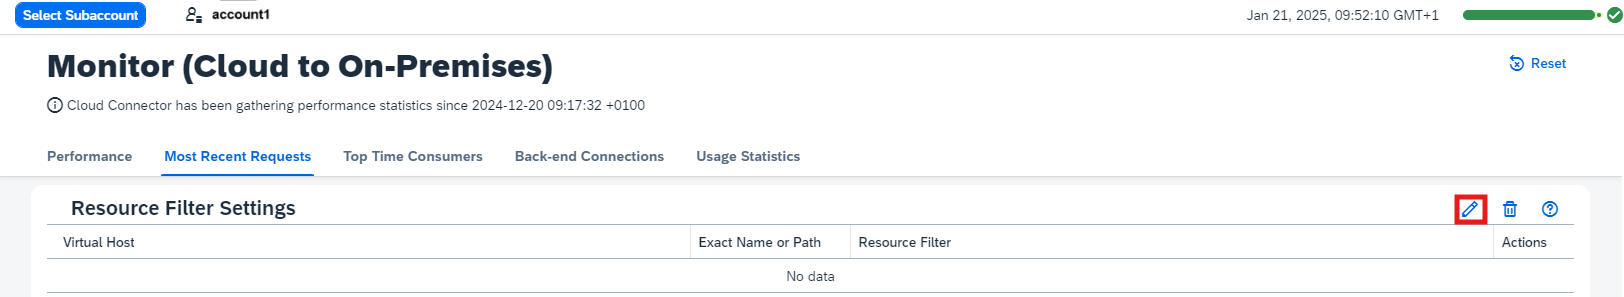 Select Subaccount account1 Jan 21, 2025, 09:52:10 GMT+1
Monitor (Cloud to On-Premises) Reset
Cloud Connector has been gathering performance statistics since 2024-12-20 09:17:32 +0100
Performance Most Recent Requests Top Time Consumers Back-end Connections Usage Statistics
Resource Filter Settings
Virtual Host Exact Name or Path Resource Filter Actions
No data